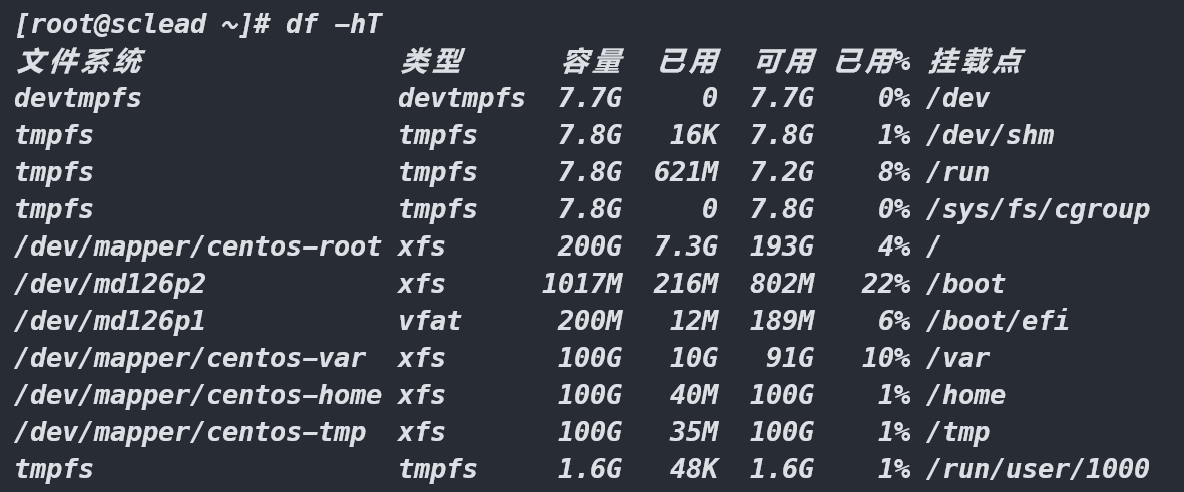 [root@sclead ~]# df -hT
文件系统 类型 容量 已用 可用 已用% 挂载点
devtmpfs devtmpfs 7.7G 0 7.7G 0% /dev
tmpfs tmpfs 7.8G 16K 7.8G 1% /dev/shm
tmpfs tmpfs 7.8G 621M 7.2G 8% /run
tmpfs tmpfs 7.8G 0 7.8G 0% /sys/fs/cgroup
/dev/mapper/centos-root xfs 200G 7.3G 193G 4% /
/dev/md126p2 xfs 1017M 216M 802M 22% /boot
/dev/md126p1 vfat 200M 12M 189M 6% /boot/efi
/dev/mapper/centos-var xfs 100G 10G 91G 10% /var
/dev/mapper/centos-home xfs 100G 40M 100G 1% /home
/dev/mapper/centos-tmp xfs 100G 35M 100G 1% /tmp
tmpfs tmpfs 1.6G 48K 1.6G 1% /run/user/1000